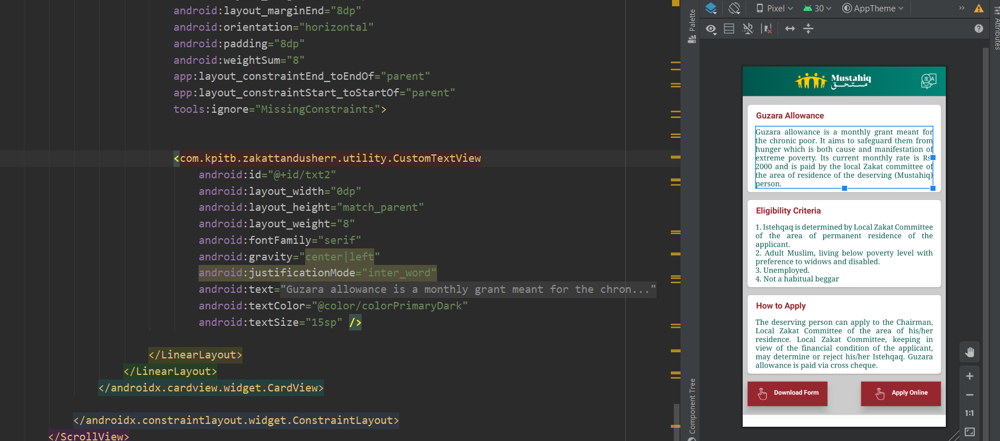 android:layout_marginEnd="8dp"
android:orientation="horizontal"
android:padding="8dp"
android:weightSum="8"
app:layout_constraintEnd_toEndOf="parent"
app:layout_constraintStart_toStartOf="parent"
tools:ignore="MissingConstraints">
<com.kpitb.zakattandusherr.utility.CustomTextView
android:id="@+id/txt2"
android:layout_width="0dp"
android:layout_height="match_parent"
android:layout_weight="8"
android:fontFamily="serif"
android:gravity="center|left"
android:justificationMode="inter_word"
android:text="Guzara allowance is a monthly grant meant for the chron..."
android:textColor="@color/colorPrimaryDark"
android:textSize="15sp" />
</LinearLayout>
</LinearLayout>
</androidx.cardview.widget.CardView>
</androidx.constraintlayout.widget.ConstraintLayout>
</ScrollView>
Palette
Component Tree
Pixel
30
AppTheme
Attributes
Mustahiq
مستحق
Guzara Allowance
Guzara allowance is a monthly grant meant for
the chronic poor. It aims to safeguard them from
hunger which is both cause and manifestation of
extreme poverty. Its current monthly rate is Rs
2000 and is paid by the local Zakat committee of
the area of residence of the deserving (Mustahiq)
person.
Eligibility Criteria
1. Istehqaq is determined by Local Zakat Committee
of the area of permanent residence of the
applicant.
2. Adult Muslim, living below poverty level with
preference to widows and disabled.
3. Unemployed.
4. Not a habitual beggar
How to Apply
The deserving person can apply to the Chairman,
Local Zakat Committee of the area of his/her
residence. Local Zakat Committee, keeping in
view of the financial condition of the applicant,
may determine or reject his/her Istehqaq. Guzara
allowance is paid via cross cheque.
Download Form
Apply Online
1:1